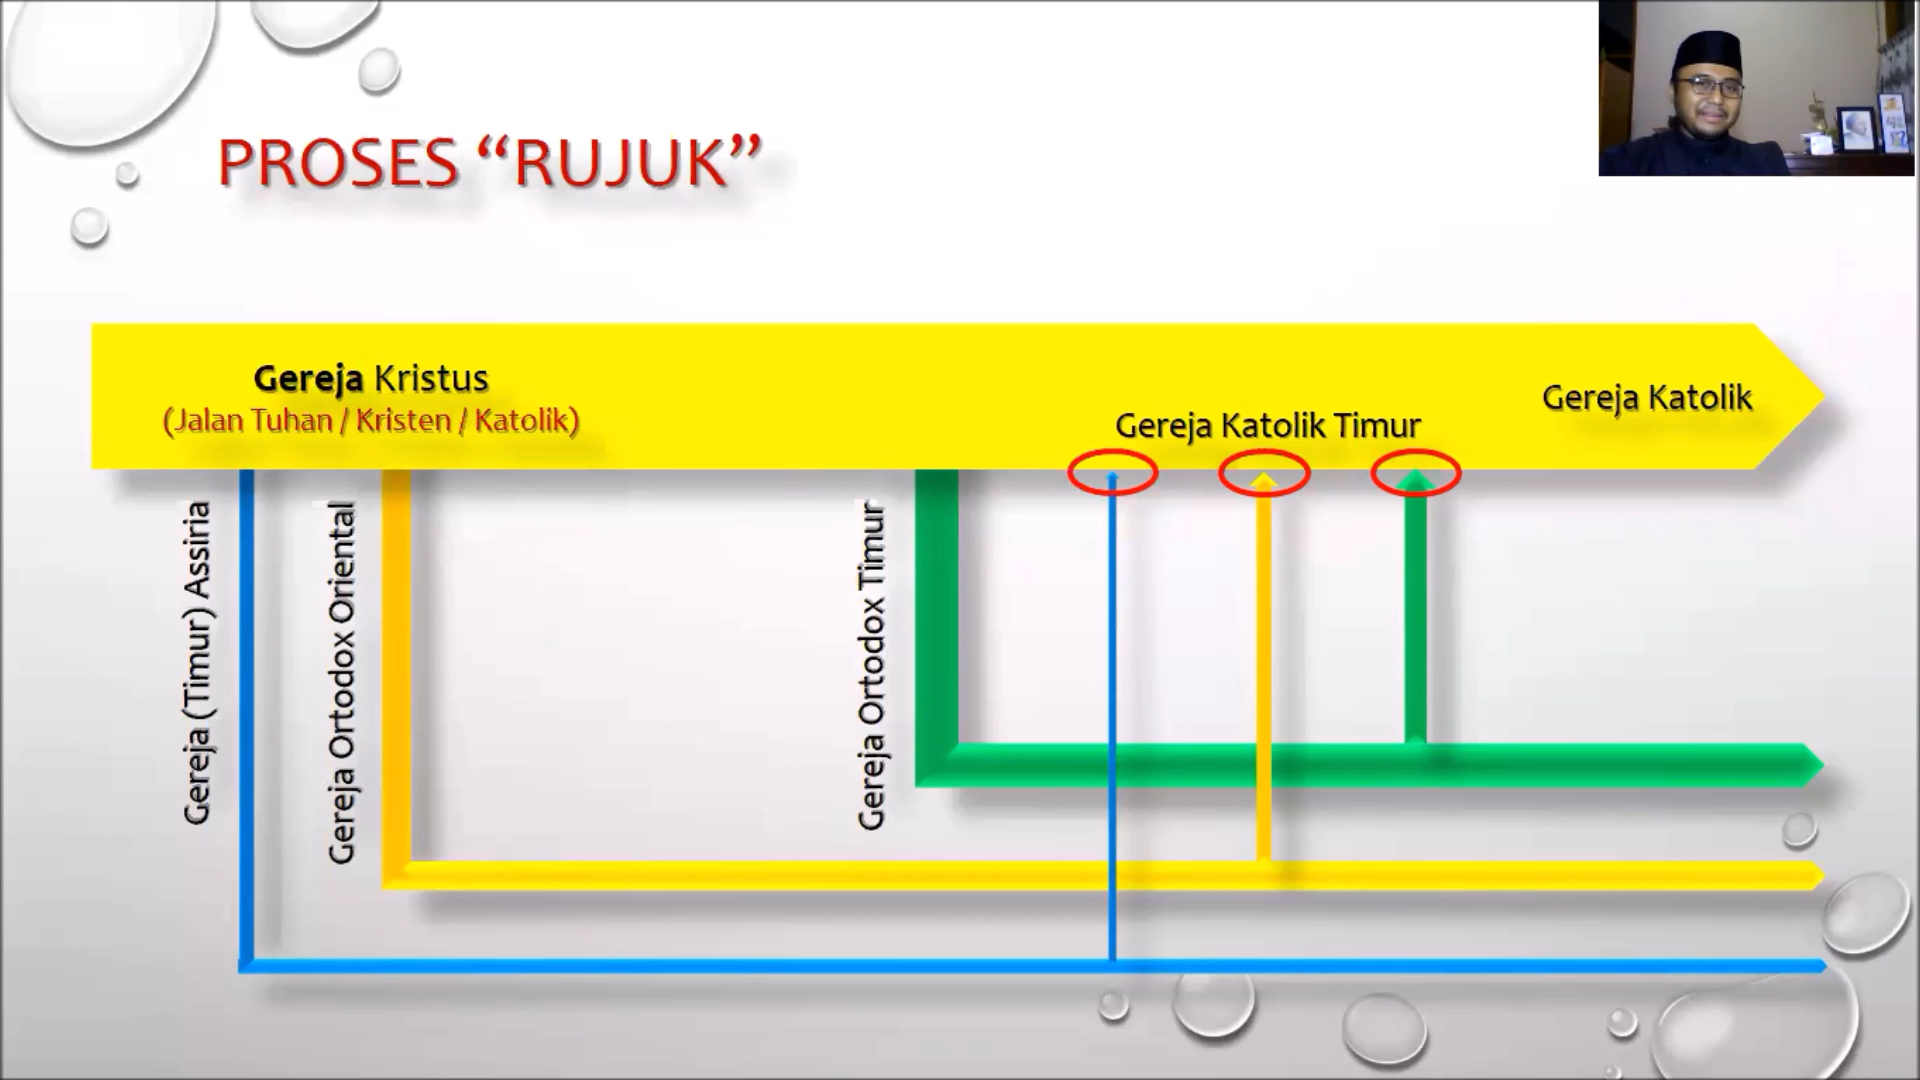 PROSES “RUJUK”
Gereja Kristus
(Jalan Tuhan / Kristen / Katolik)
Gereja Katolik Timur
Gereja Katolik
Gereja (Timur) Assiria
Gereja Ortodox Oriental
Gereja Ortodox Timur